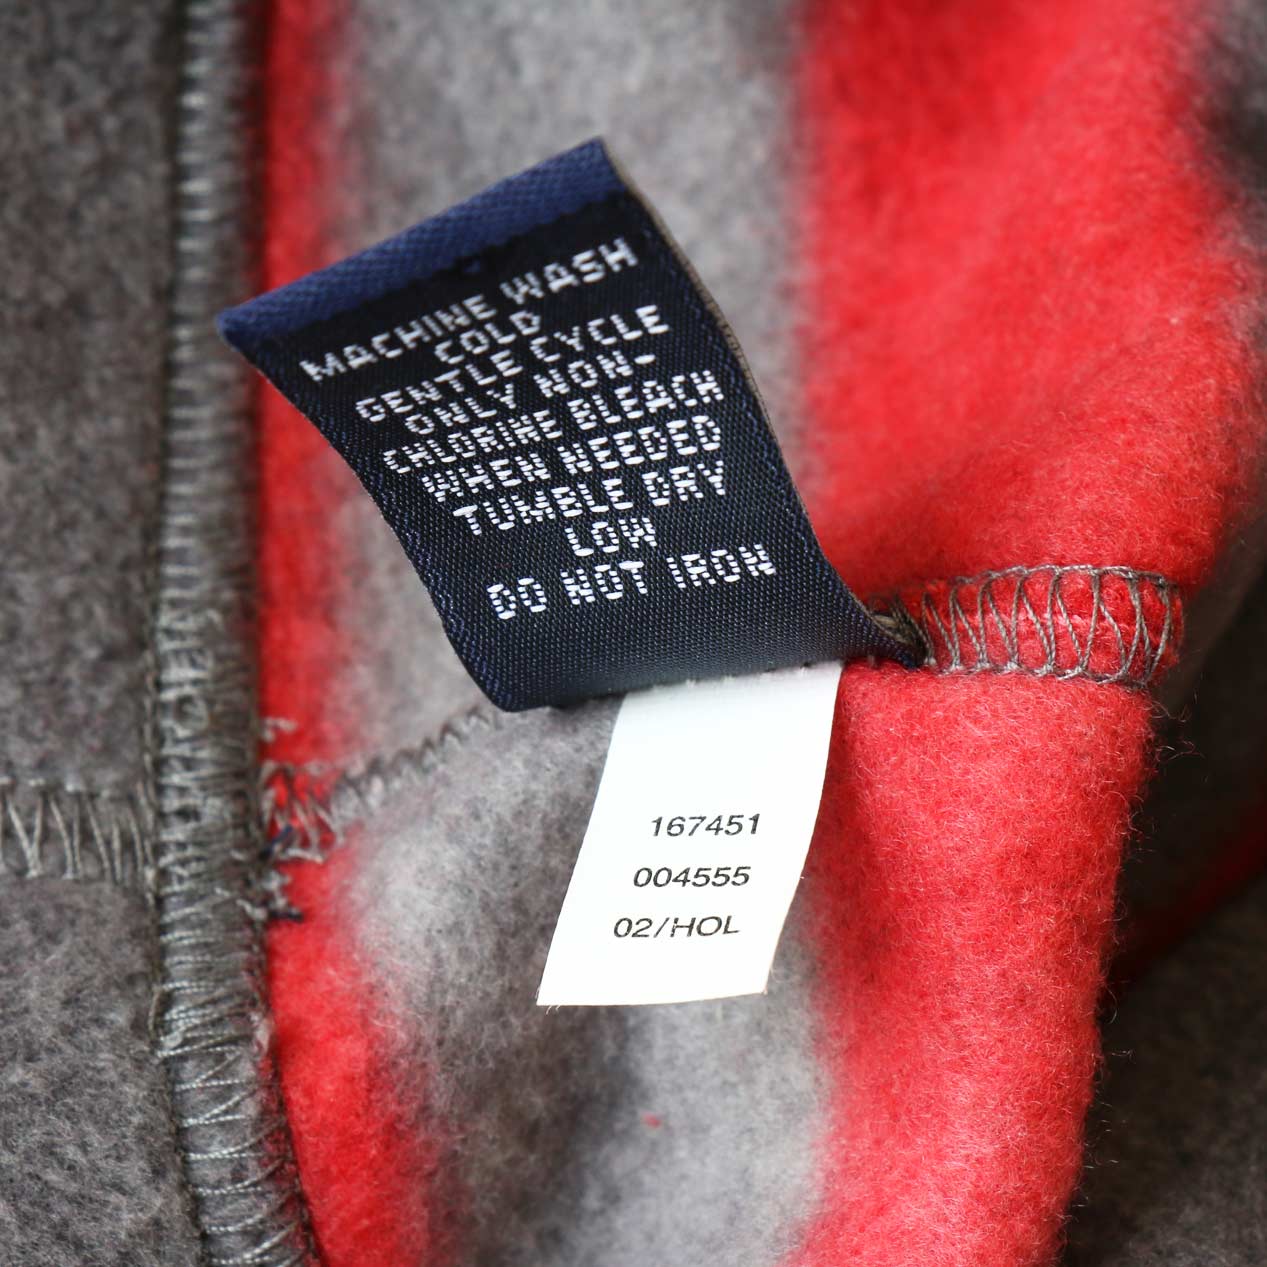 MACHINE WASH
COLD
GENTLE CYCLE
ONLY NON-
CHLORINE BLEACH
WHEN NEEDED
TUMBLE DRY
LOW
DO NOT IRON
167451
004555
02/HOL